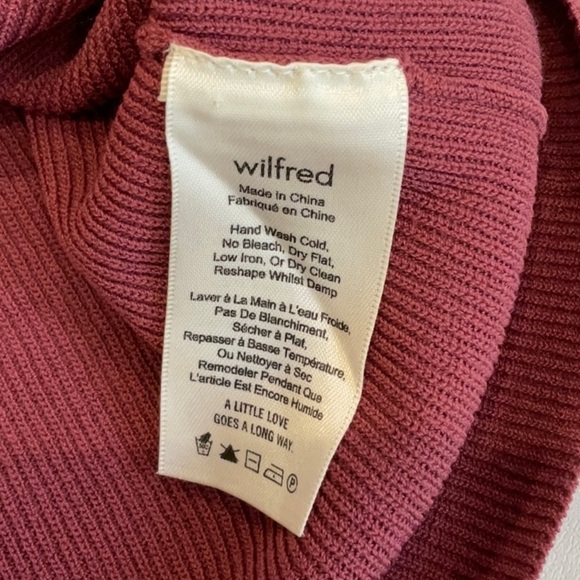 wilfred
Made in China
Fabriqué en Chine
Hand Wash Cold,
No Bleach, Dry Flat,
Low Iron, Or Dry Clean
Reshape Whilst Damp
Laver à La Main à L'eau Froide,
Pas De Blanchiment,
Sécher à Plat,
Repasser à Basse Température,
Ou Nettoyer à Sec
Remodeler Pendant Que
L'article Est Encore Humide
A LITTLE LOVE
GOES A LONG WAY.
P